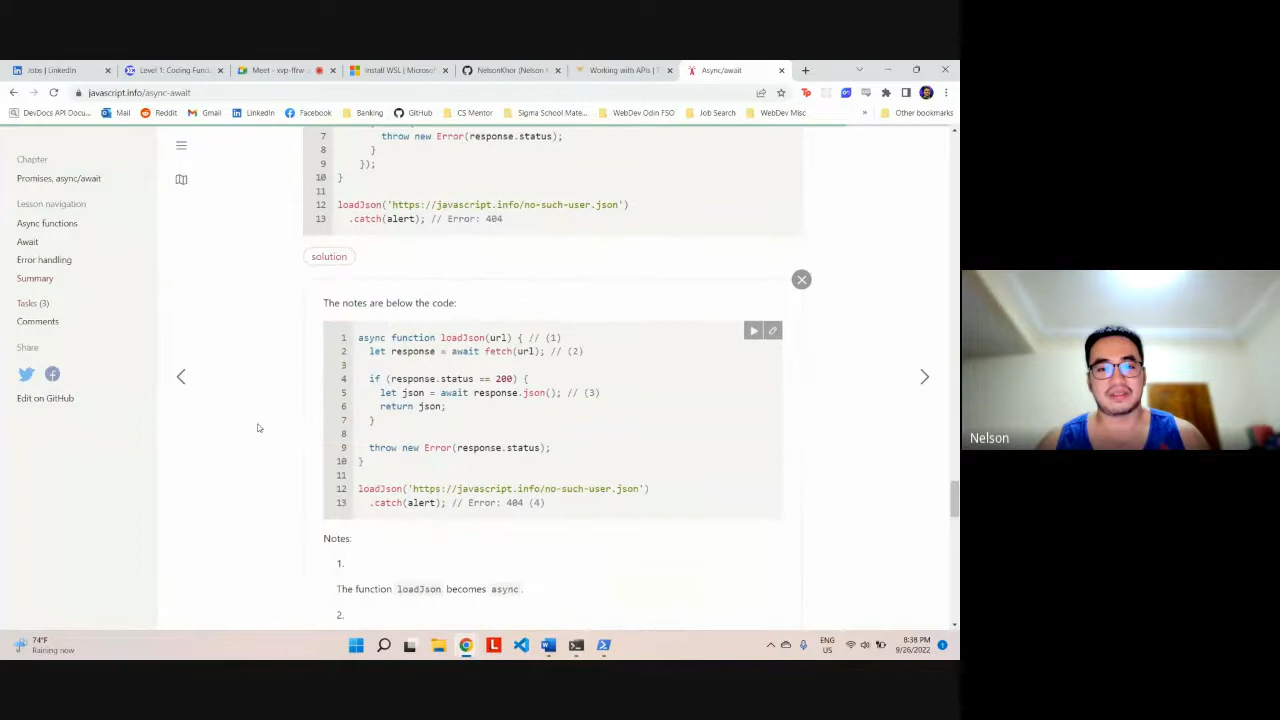 Jobs | LinkedIn
Level 1: Coding Fund
Meet - xvp-ffrw
Install WSL | Microsof
NelsonKhor (Nelson K
Working with APIs | T
Async/await
javascript.info/async-await
DevDocs API Docu...
Mail
Reddit
Gmail
LinkedIn
Facebook
Banking
GitHub
CS Mentor
Sigma School Mate...
WebDev Odin FSO
Job Search
WebDev Misc
»
Other bookmarks
Chapter
Promises, async/await
Lesson navigation
Async functions
Await
Error handling
Summary
Tasks (3)
Comments
Share
Edit on GitHub
7 throw new Error(response.status);
8 }
9 });
10 }
11
12 loadJson('https://javascript.info/no-such-user.json')
13 .catch(alert); // Error: 404
solution
The notes are below the code:
1 async function loadJson(url) { // (1)
2 let response = await fetch(url); // (2)
3
4 if (response.status == 200) {
5 let json = await response.json(); // (3)
6 return json;
7 }
8
9 throw new Error(response.status);
10 }
11
12 loadJson('https://javascript.info/no-such-user.json')
13 .catch(alert); // Error: 404 (4)
Notes:
1.
The function loadJson becomes async.
2.
Nelson
74°F
Raining now
ENG
US
8:38 PM
9/26/2022
1